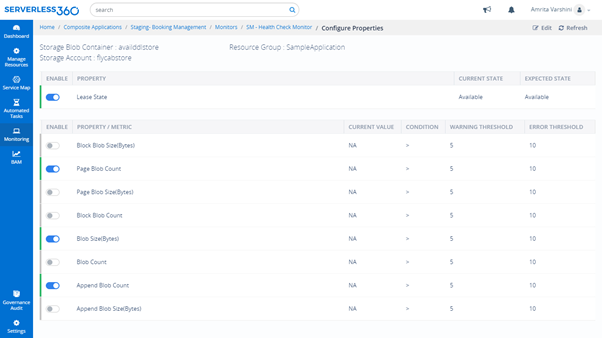 SERVERLESS360
search
Amrita Varshini
Home / Composite Applications / Staging- Booking Management / Monitors / SM - Health Check Monitor / Configure Properties
Edit
Refresh
Dashboard
Manage
Resources
Service Map
Automated
Tasks
Monitoring
BAM
Governance
Audit
Settings
Storage Blob Container : availddistore
Resource Group : SampleApplication
Storage Account : flycabstore
ENABLE PROPERTY CURRENT STATE EXPECTED STATE
Lease State Available Available
ENABLE PROPERTY / METRIC CURRENT VALUE CONDITION WARNING THRESHOLD ERROR THRESHOLD
Block Blob Size(Bytes) NA > 5 10
Page Blob Count NA > 5 10
Page Blob Size(Bytes) NA > 5 10
Block Blob Count NA > 5 10
Blob Size(Bytes) NA > 5 10
Blob Count NA > 5 10
Append Blob Count NA > 5 10
Append Blob Size(Bytes) NA > 5 10